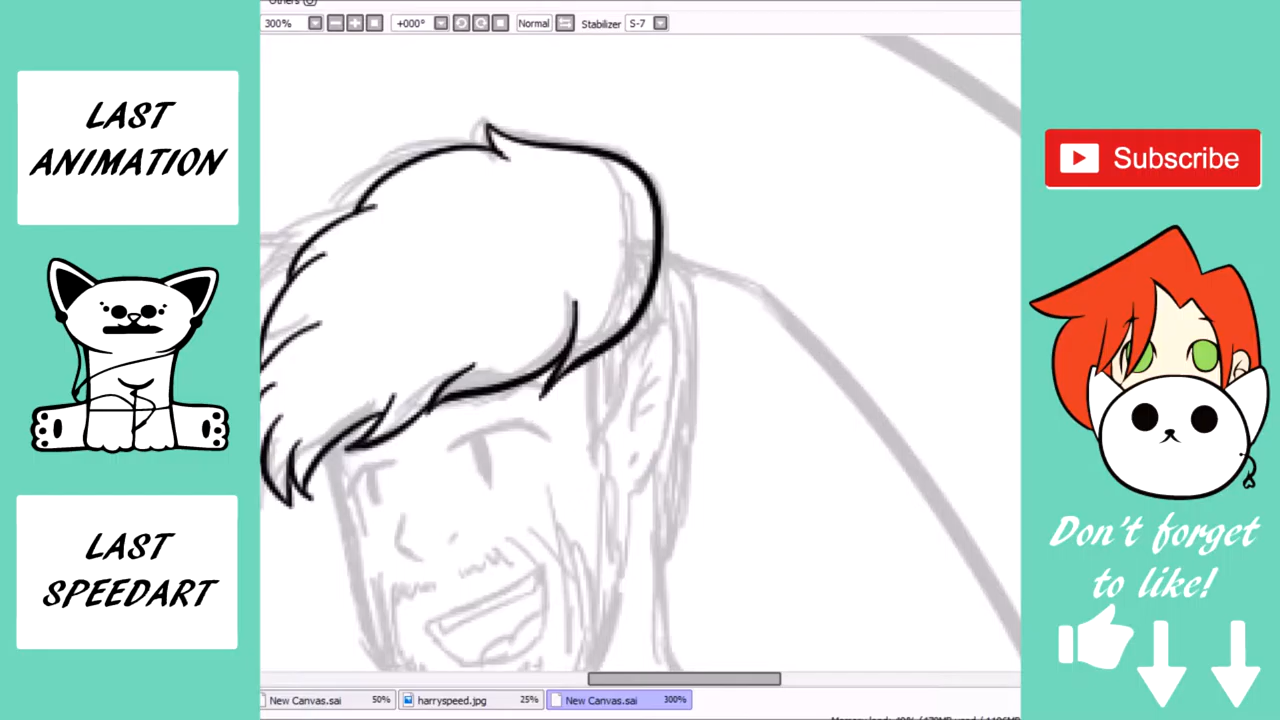 Others
300% +000° Normal Stabilizer S-7
LAST
ANIMATION
Subscribe
LAST
SPEEDART
Don't forget
to like!
New Canvas.sai 50% harryspeed.jpg 25% New Canvas.sai 300%